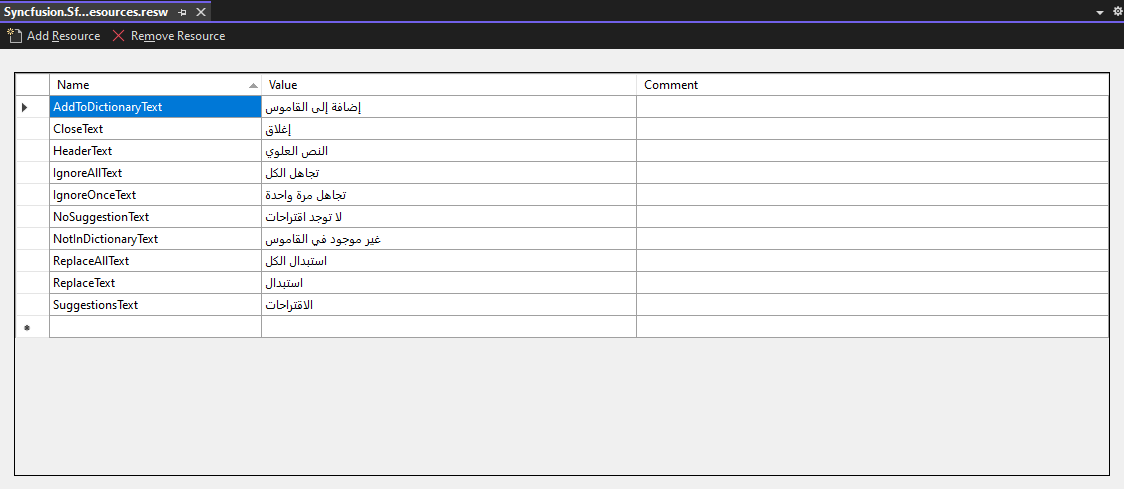 Syncfusion.Sf...esources.resw
Add Resource Remove Resource
Name Value Comment
AddToDictionaryText إضافة إلى القاموس
CloseText إغلاق
HeaderText النص العلوي
IgnoreAllText تجاهل الكل
IgnoreOnceText تجاهل مرة واحدة
NoSuggestionText لا توجد اقتراحات
NotInDictionaryText غير موجود في القاموس
ReplaceAllText استبدال الكل
ReplaceText استبدال
SuggestionsText الاقتراحات